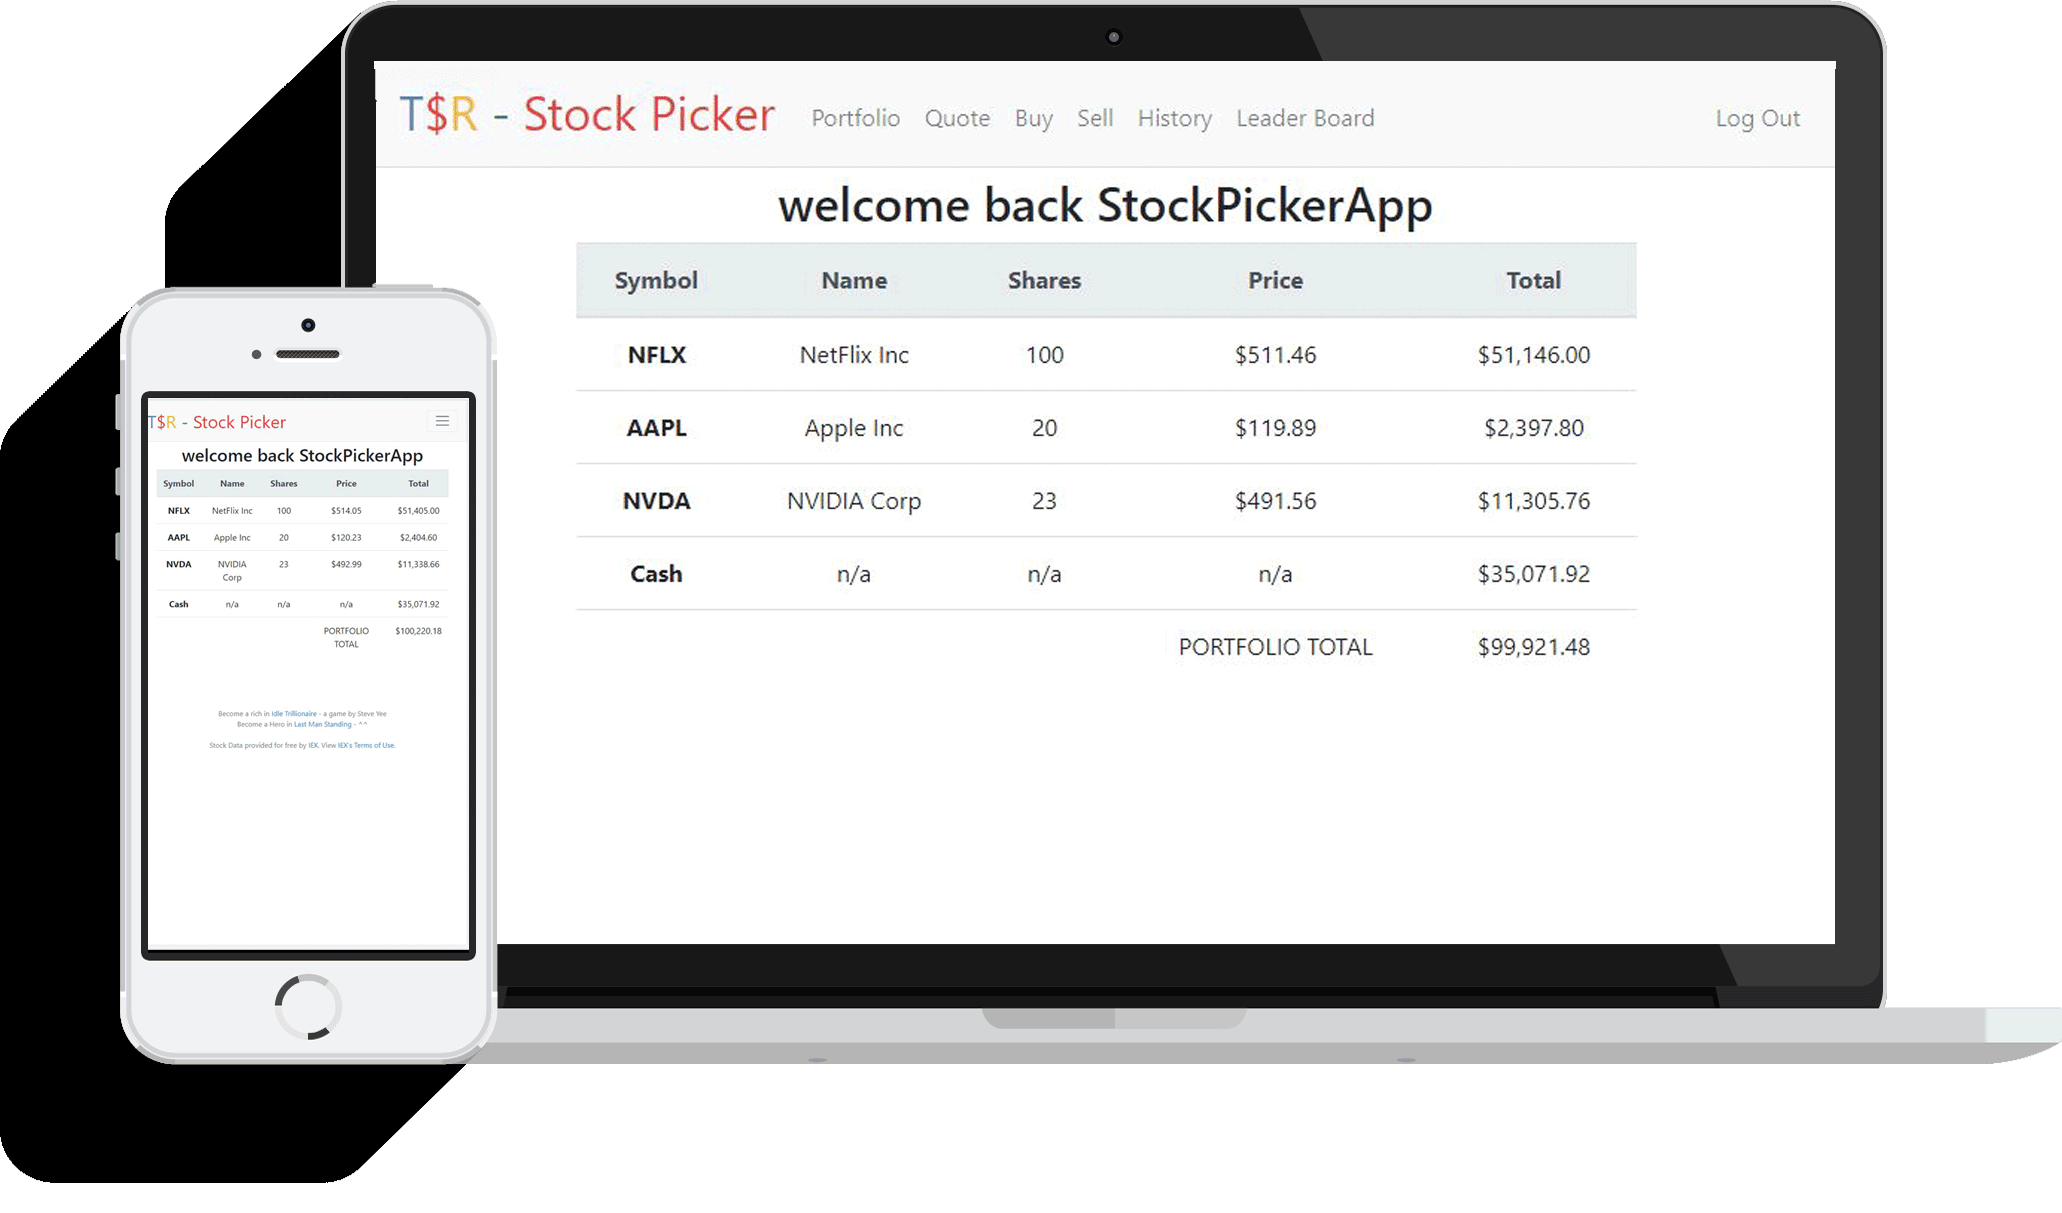 T$R - Stock Picker Portfolio Quote Buy Sell History Leader Board Log Out
welcome back StockPickerApp
Symbol Name Shares Price Total
NFLX NetFlix Inc 100 $511.46 $51,146.00
AAPL Apple Inc 20 $119.89 $2,397.80
NVDA NVIDIA Corp 23 $491.56 $11,305.76
Cash n/a n/a n/a $35,071.92
PORTFOLIO TOTAL $99,921.48
T$R - Stock Picker
welcome back StockPickerApp
Symbol Name Shares Price Total
NFLX NetFlix Inc 100 $514.05 $51,405.00
AAPL Apple Inc 20 $120.23 $2,404.60
NVDA NVIDIA 23 $492.99 $11,338.66
Corp
Cash n/a n/a n/a $35,071.92
PORTFOLIO $100,220.18
TOTAL
Become a rich in Idle Trillionaire - a game by Steve Yee
Become a Hero in Last Man Standing - ^^
Stock Data provided for free by IEX. View IEX's Terms of Use.